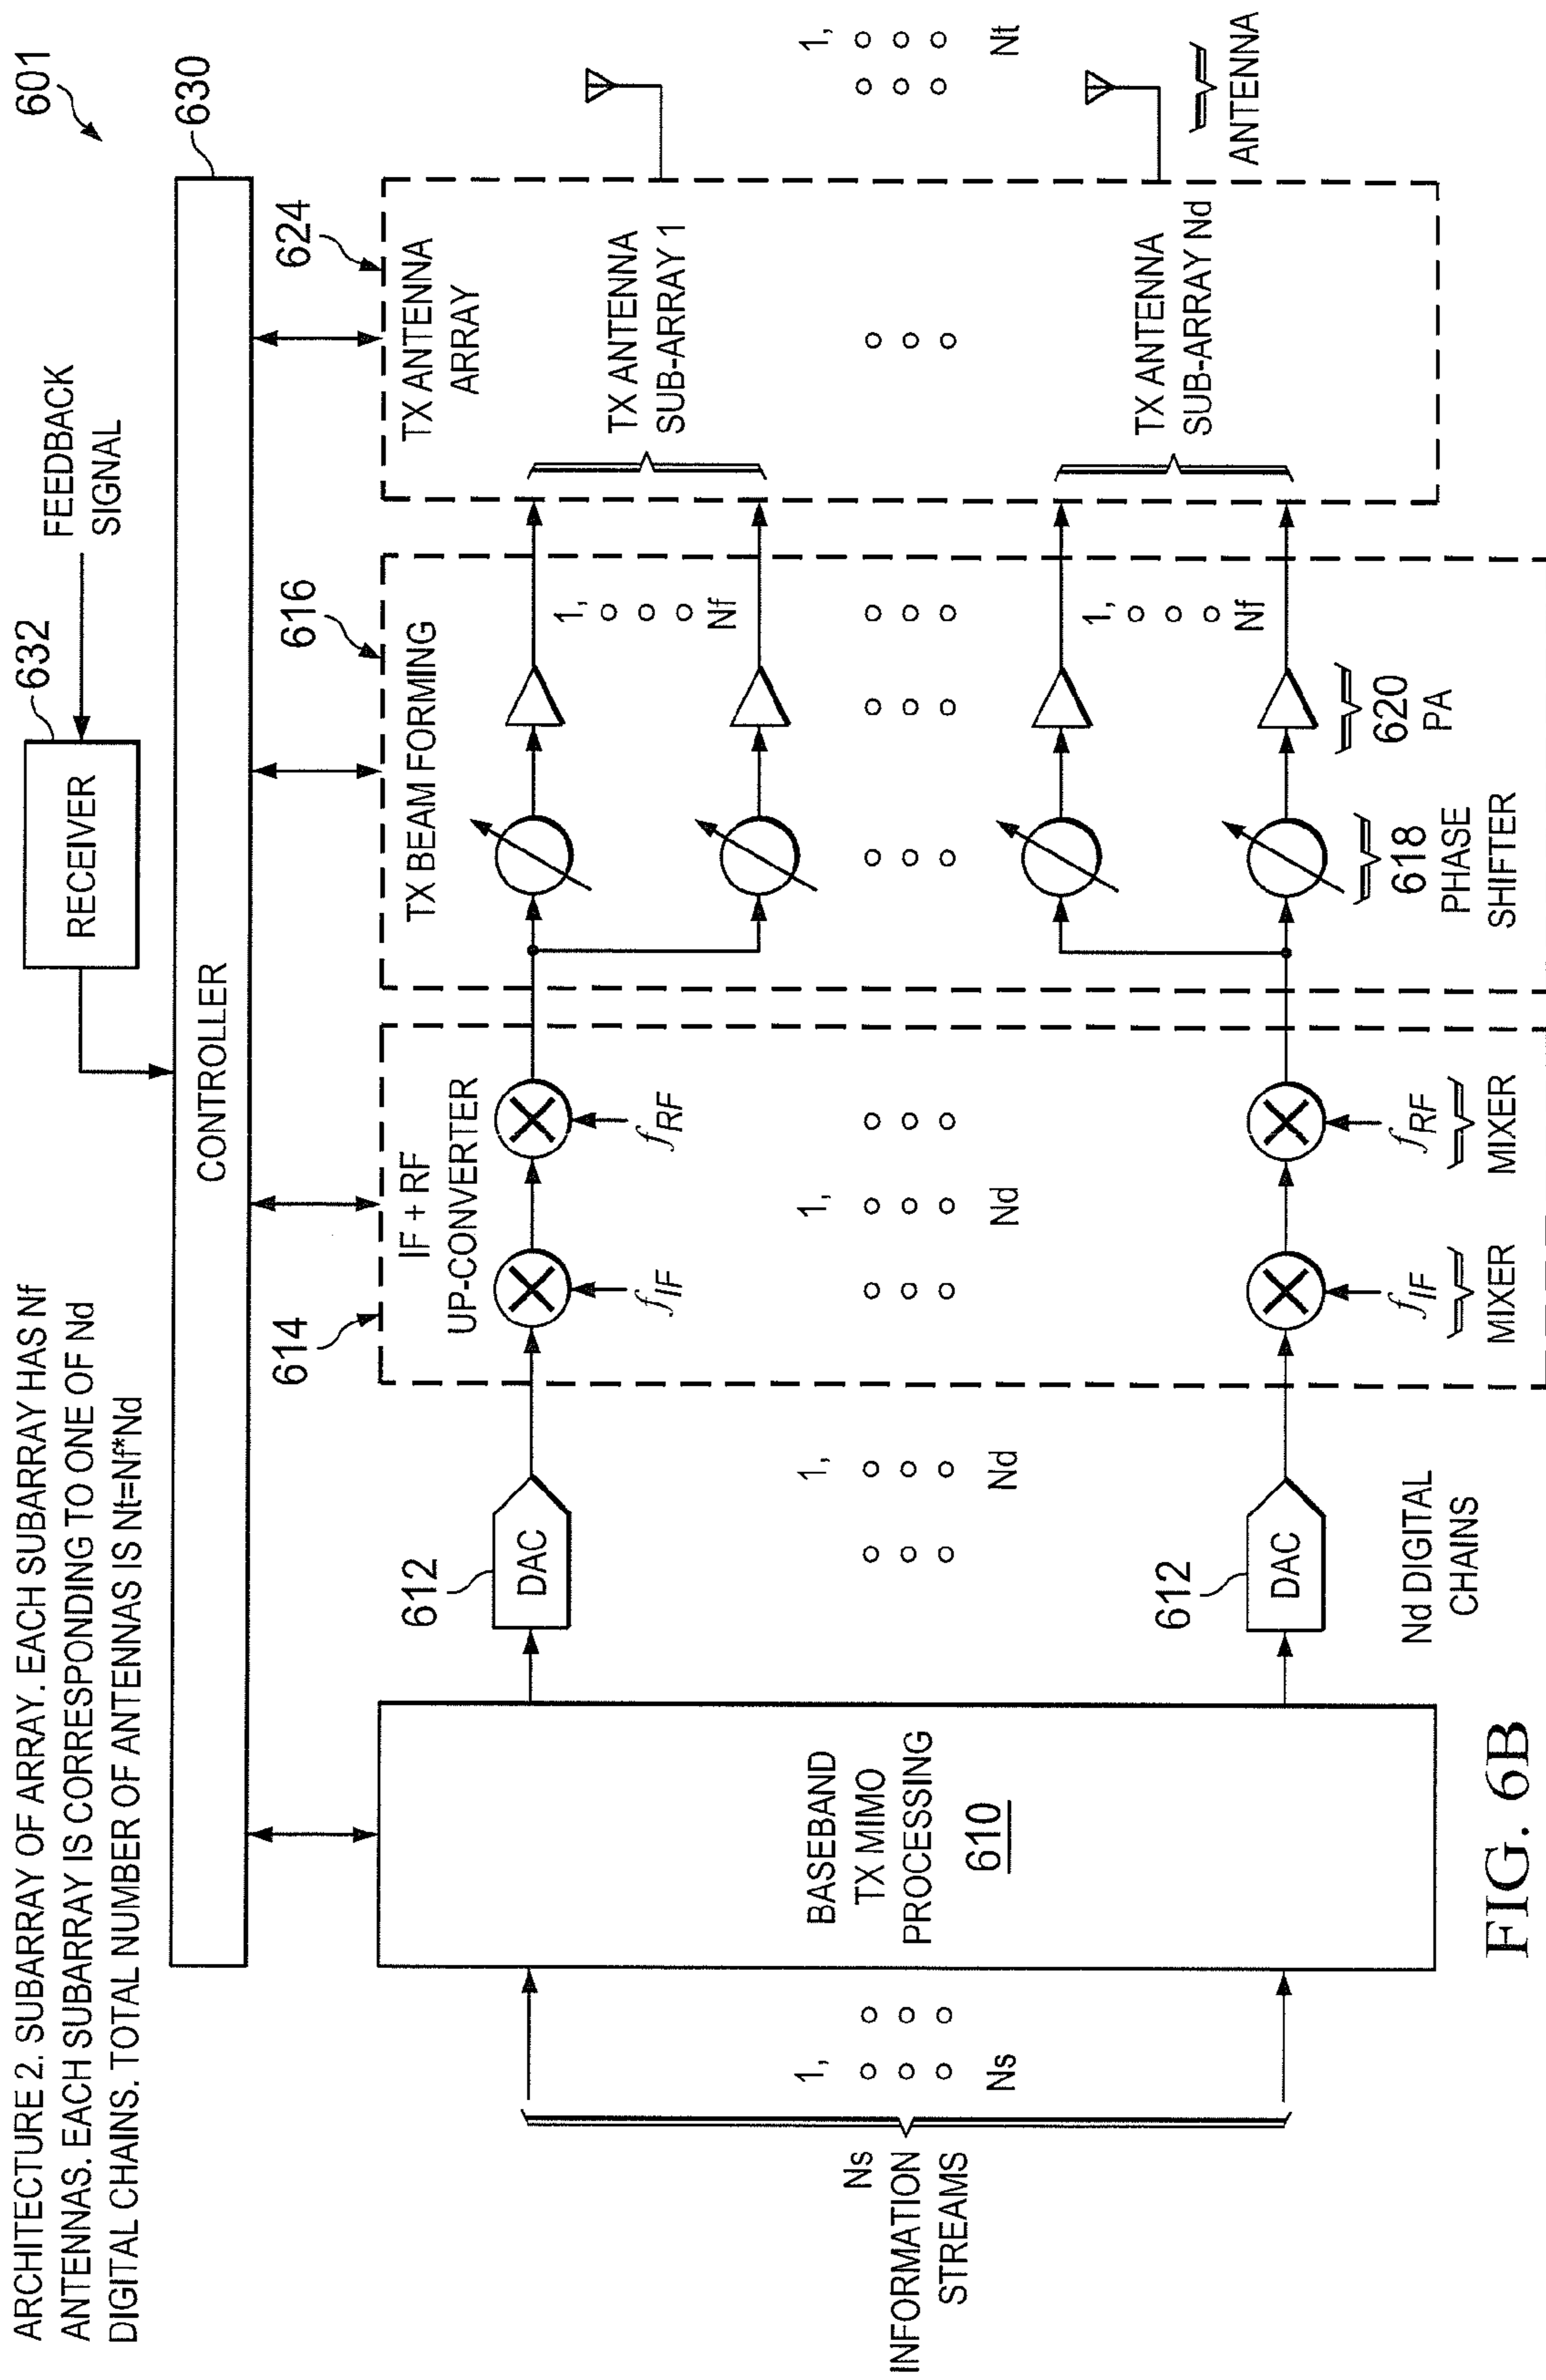 ARCHITECTURE 2. SUBARRAY OF ARRAY. EACH SUBARRAY HAS Nf
ANTENNAS. EACH SUBARRAY IS CORRESPONDING TO ONE OF Nd
DIGITAL CHAINS. TOTAL NUMBER OF ANTENNAS IS Nt=Nf*Nd
601
FEEDBACK
SIGNAL
632
RECEIVER
630
CONTROLLER
614
616
624
IF + RF
UP-CONVERTER
TX BEAM FORMING
TX ANTENNA
ARRAY
Ns
INFORMATION
STREAMS
1,
Ns
BASEBAND
TX MIMO
PROCESSING
610
612
DAC
1,
Nd
612
DAC
Nd DIGITAL
CHAINS
fIF
fRF
1,
Nd
fIF
fRF
MIXER
MIXER
1,
Nf
1,
Nf
618
PHASE
SHIFTER
620
PA
TX ANTENNA
SUB-ARRAY 1
TX ANTENNA
SUB-ARRAY Nd
1,
Nt
ANTENNA
FIG. 6B